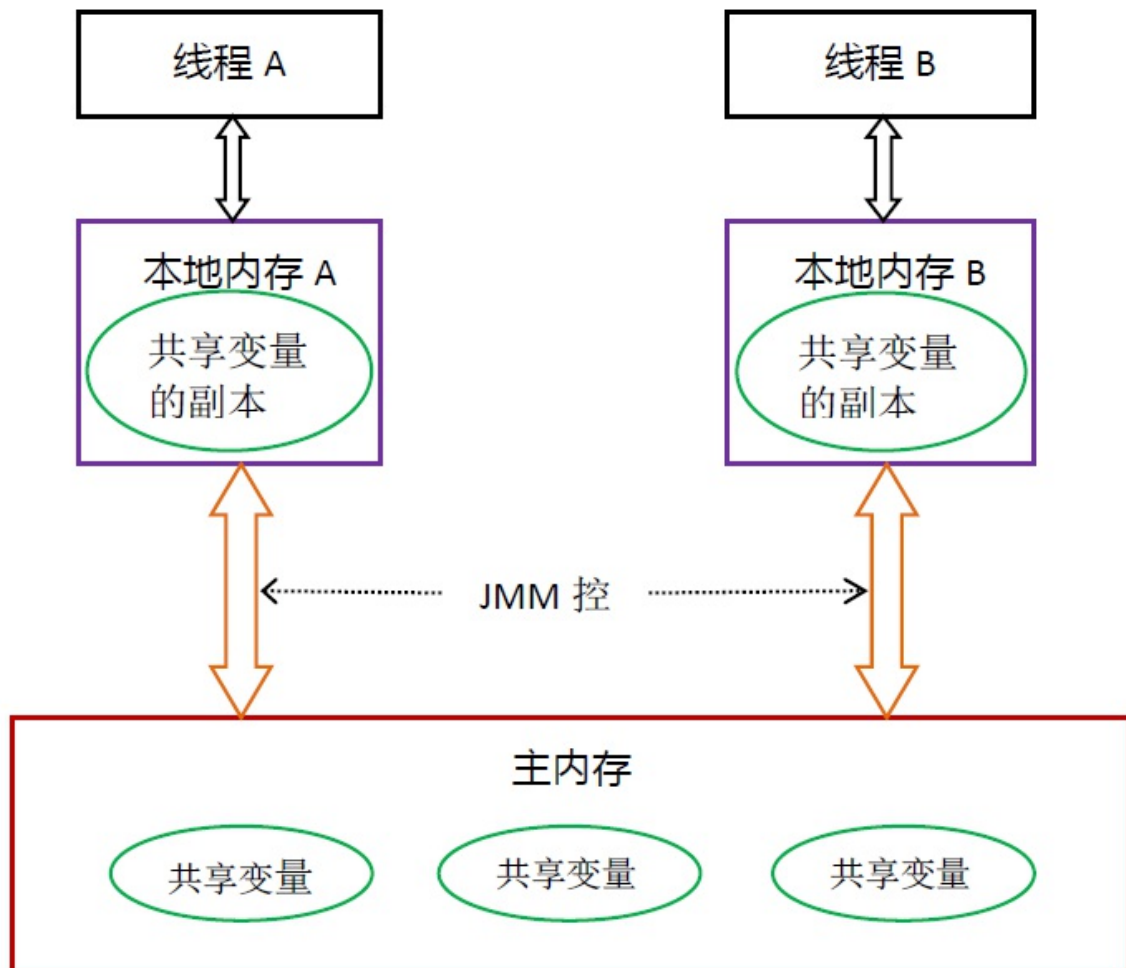 线程 A
线程 B
本地内存 A
本地内存 B
共享变量
的副本
共享变量
的副本
JMM 控
主内存
共享变量
共享变量
共享变量